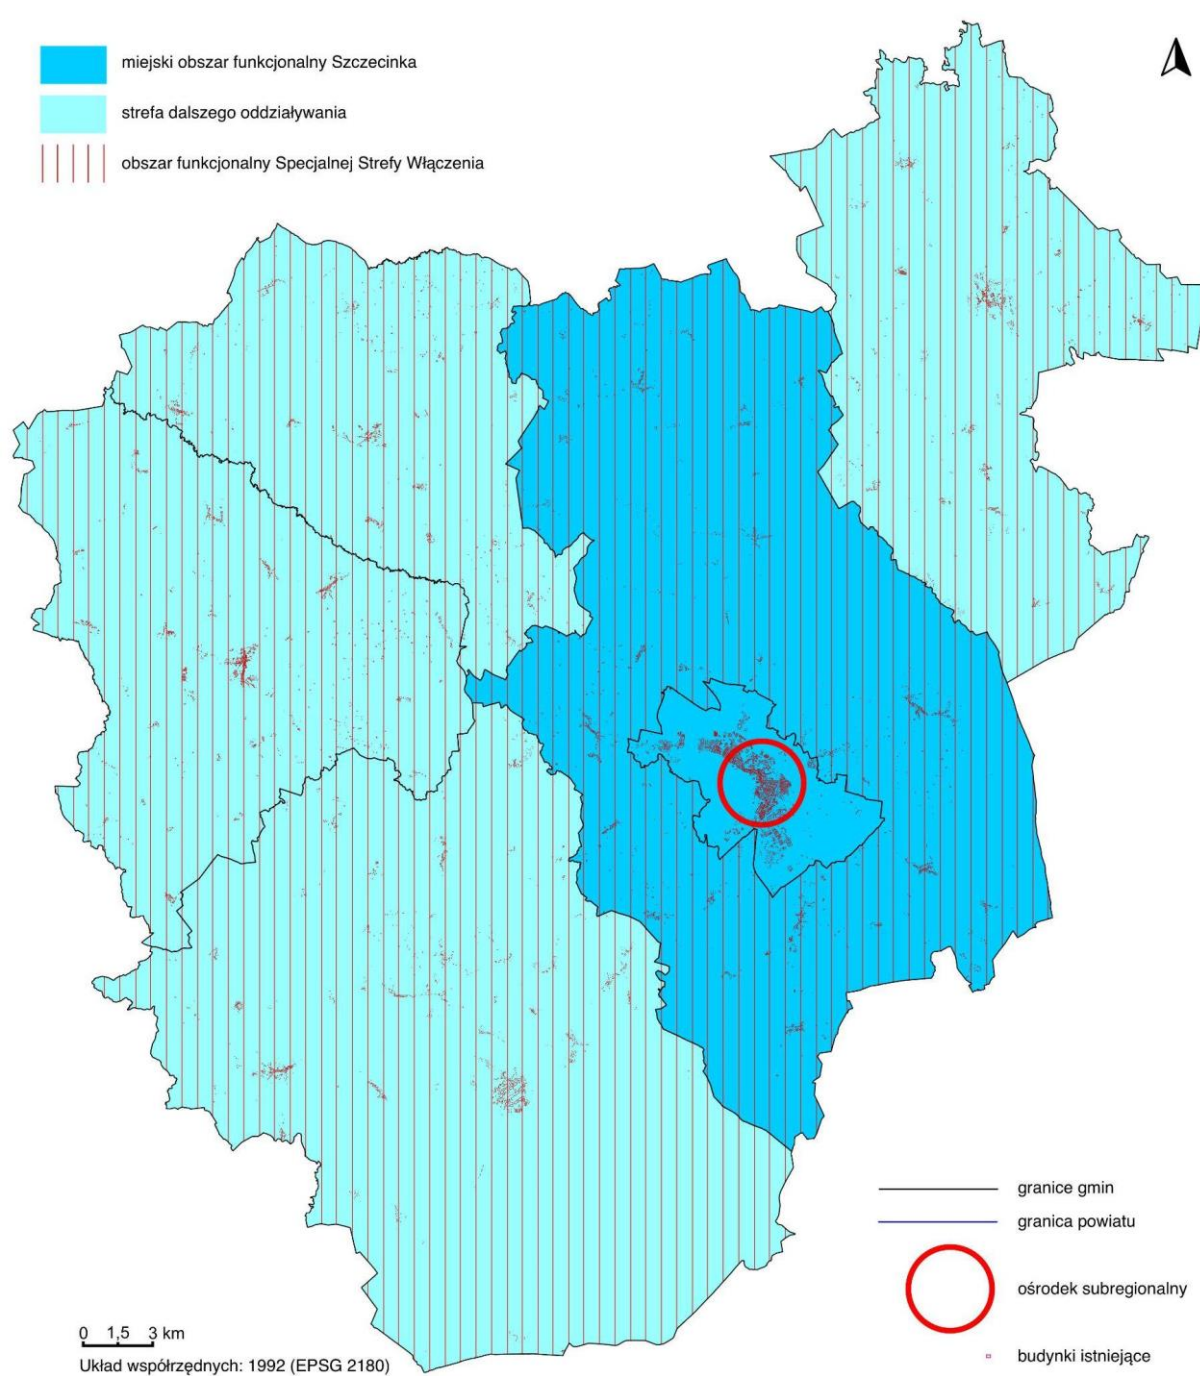 miejski obszar funkcjonalny Szczecinka
strefa dalszego oddziaływania
obszar funkcjonalny Specjalnej Strefy Włączenia
granice gmin
granica powiatu
ośrodek subregionalny
0 1,5 3 km
Układ współrzędnych: 1992 (EPSG 2180)
budynki istniejące